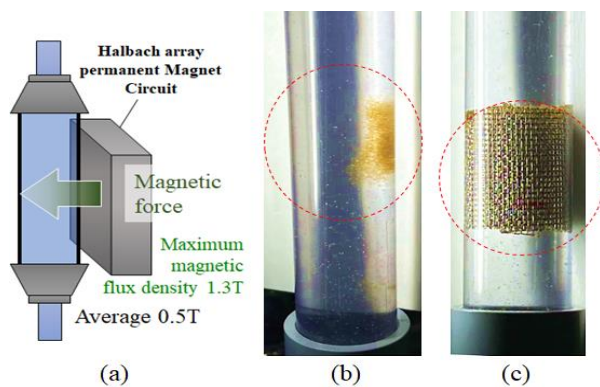 Halbach array
permanent Magnet
Circuit
Magnetic
force
Maximum
magnetic
flux density 1.3T
Average 0.5T
(a)
(b)
(c)